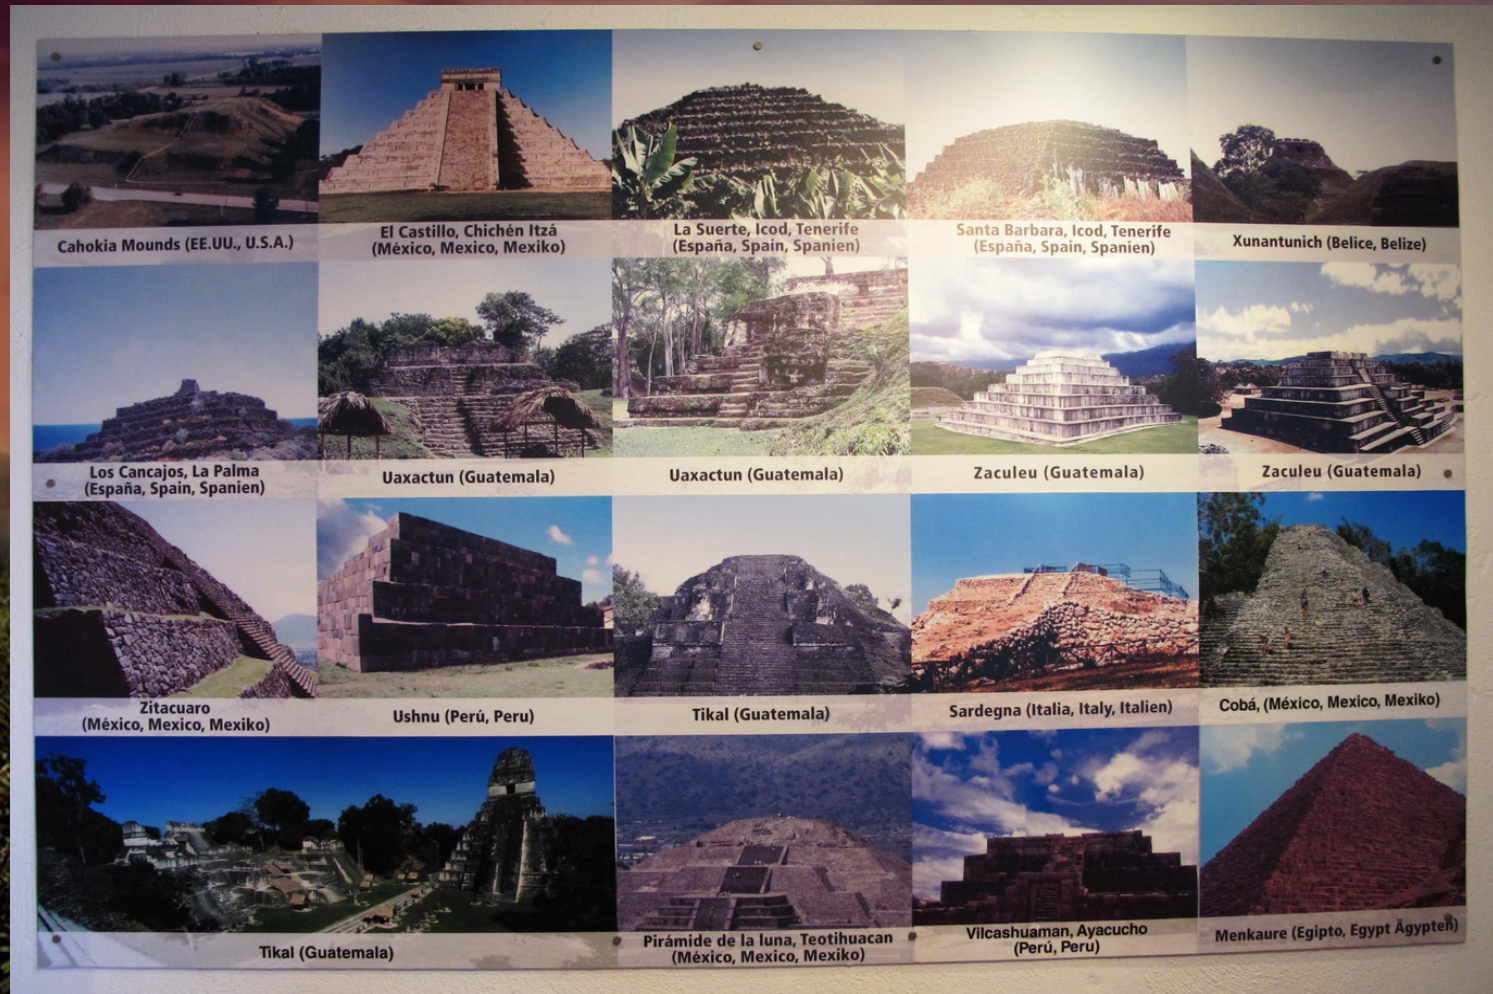 Cahokia Mounds (EE.UU., U.S.A.)
El Castillo, Chichén Itzá
(México, Mexico, Mexiko)
La Suerte, Icod, Tenerife
(España, Spain, Spanien)
Santa Barbara, Icod, Tenerife
(España, Spain, Spanien)
Xunantunich (Belice, Belize)
Los Cancajos, La Palma
(España, Spain, Spanien)
Uaxactun (Guatemala)
Uaxactun (Guatemala)
Zaculeu (Guatemala)
Zaculeu (Guatemala)
Zitacuaro
(México, Mexico, Mexiko)
Ushnu (Perú, Peru)
Tikal (Guatemala)
Sardegna (Italia, Italy, Italien)
Cobá, (México, Mexico, Mexiko)
Tikal (Guatemala)
Pirámide de la luna, Teotihuacan
(México, Mexico, Mexiko)
Vilcashuaman, Ayacucho
(Perú, Peru)
Menkaure (Egipto, Egypt Ägypten)